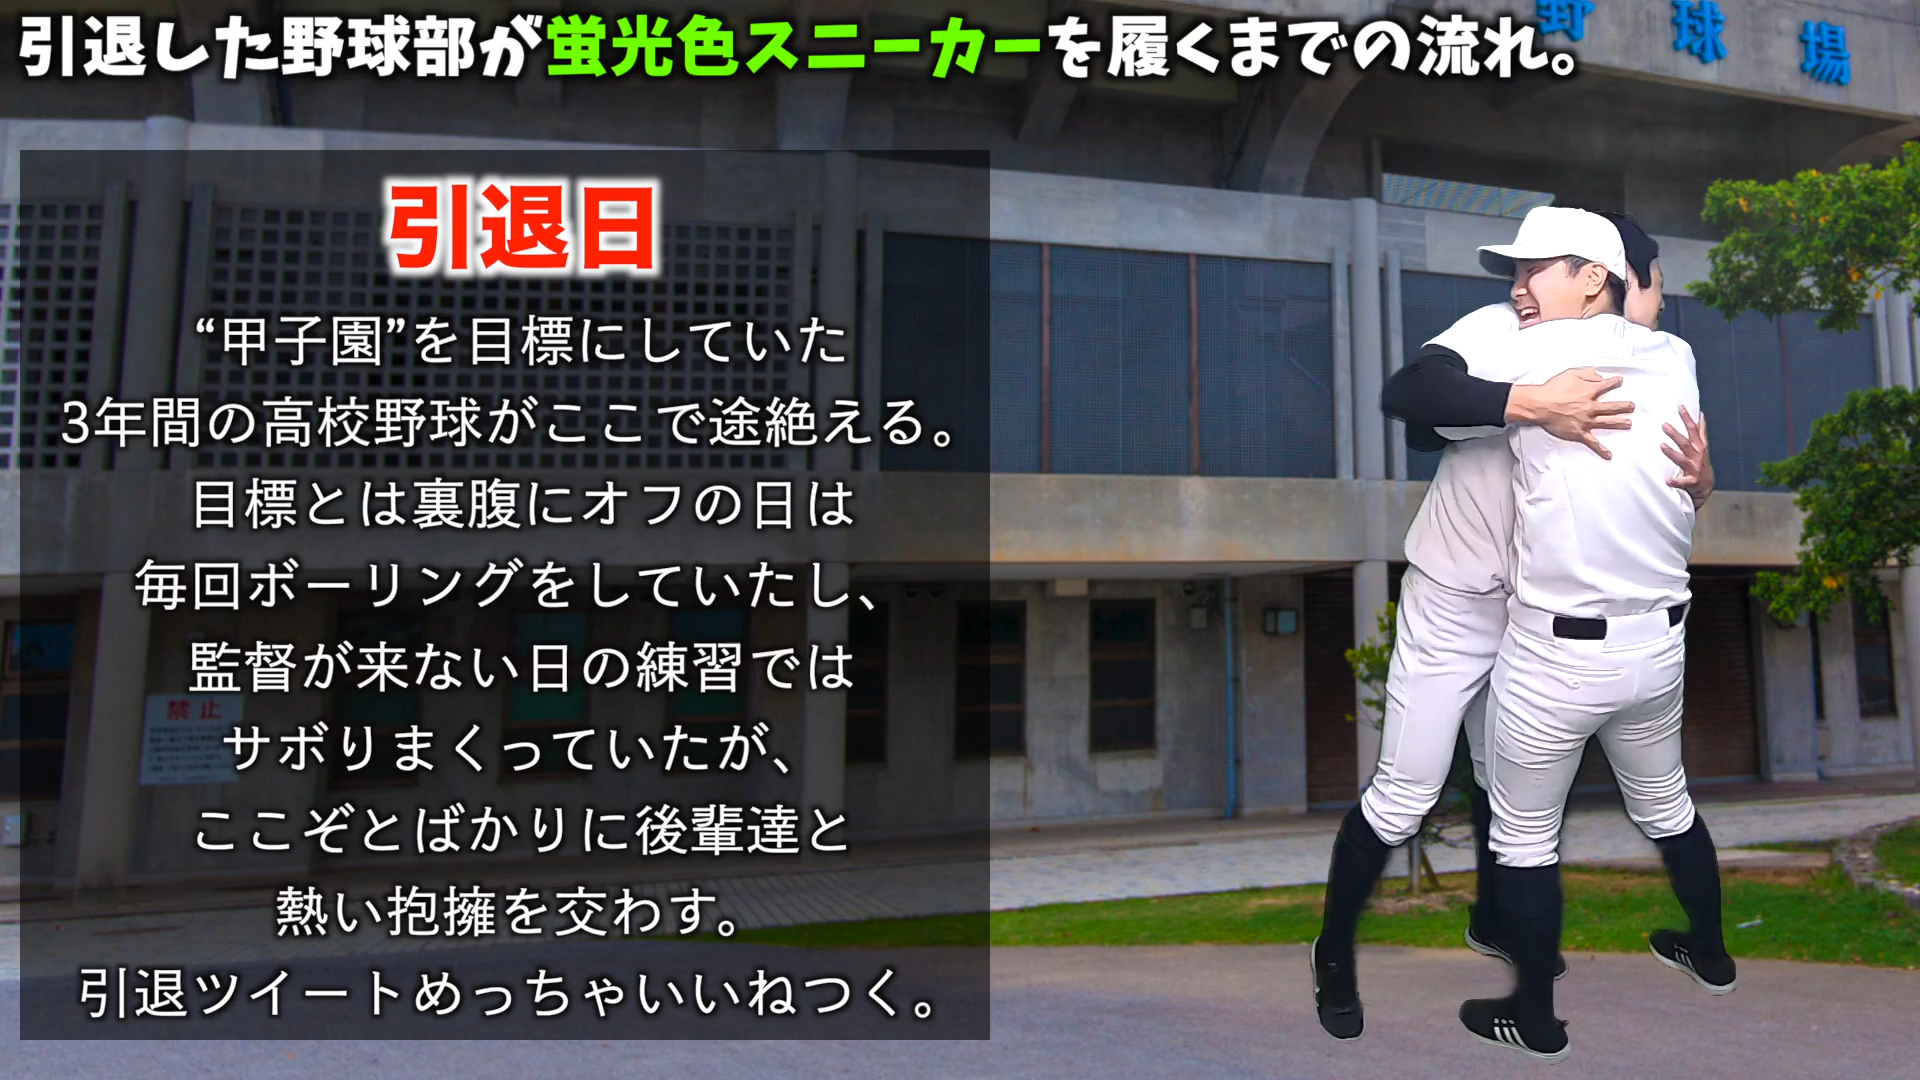 引退した野球部が蛍光色スニーカーを履くまでの流れ。
野球場
引退日
“甲子園”を目標にしていた
3年間の高校野球がここで途絶える。
目標とは裏腹にオフの日は
毎回ボーリングをしていたし、
監督が来ない日の練習では
サボりまくっていたが、
ここぞとばかりに後輩達と
熱い抱擁を交わす。
引退ツイートめっちゃいいねつく。
禁止